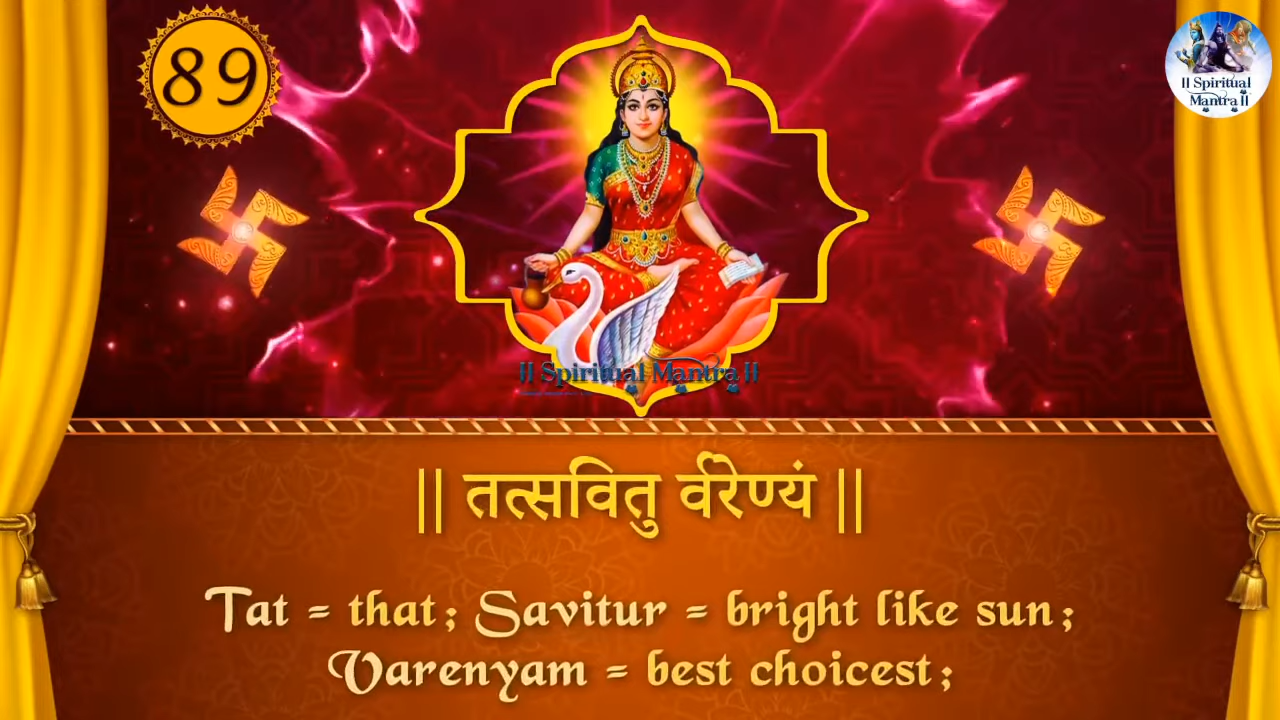 89
|| Spiritual
Mantra ||
|| Spiritual Mantra ||
|| तत्सवितु र्वरेण्यं ||
Tat = that; Savitur = bright like sun;
Varenyam = best choicest;